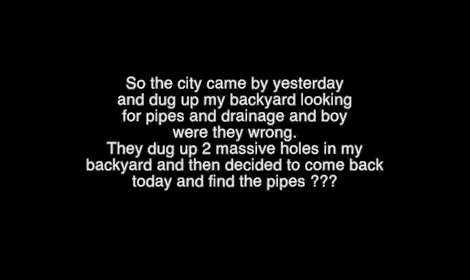 So the city came by yesterday
and dug up my backyard looking
for pipes and drainage and boy
were they wrong.
They dug up 2 massive holes in my
backyard and then decided to come back
today and find the pipes ???